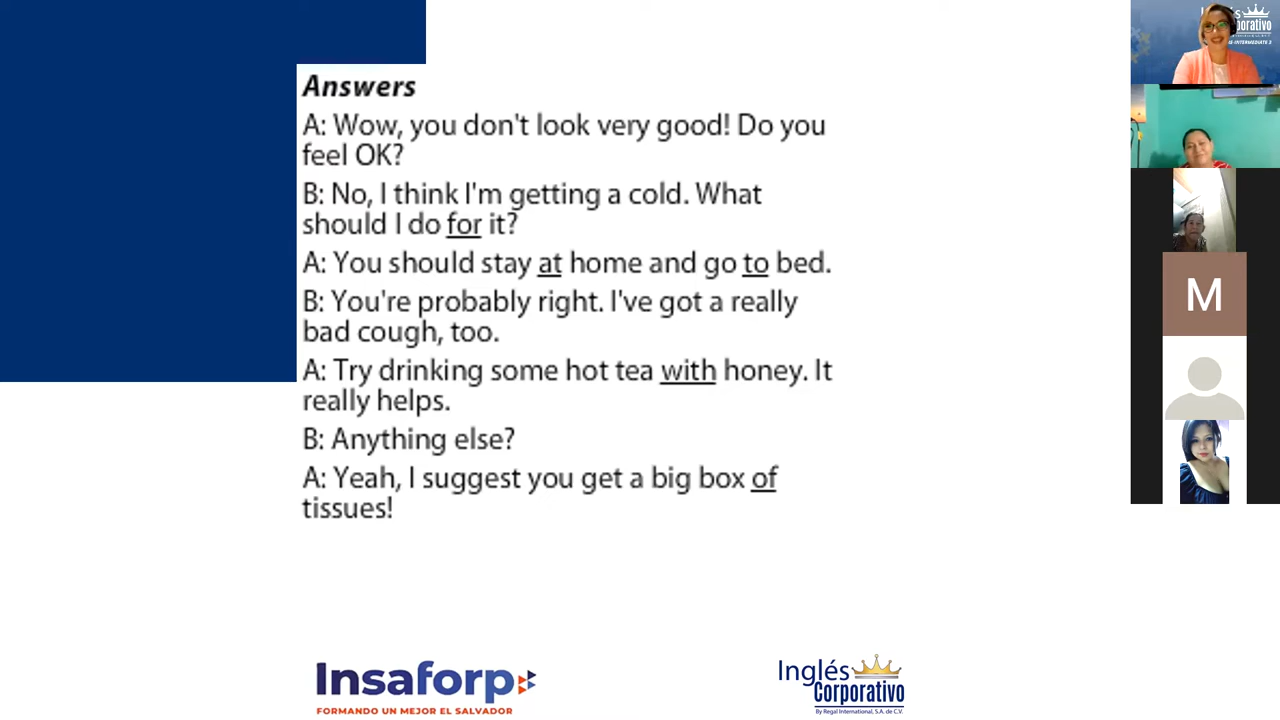 Answers
A: Wow, you don't look very good! Do you
feel OK?
B: No, I think I'm getting a cold. What
should I do for it?
A: You should stay at home and go to bed.
B: You're probably right. I've got a really
bad cough, too.
A: Try drinking some hot tea with honey. It
really helps.
B: Anything else?
A: Yeah, I suggest you get a big box of
tissues!
Insaforp
FORMANDO UN MEJOR EL SALVADOR
Inglés
Corporativo
By Regal International, S.A. de C.V.
M